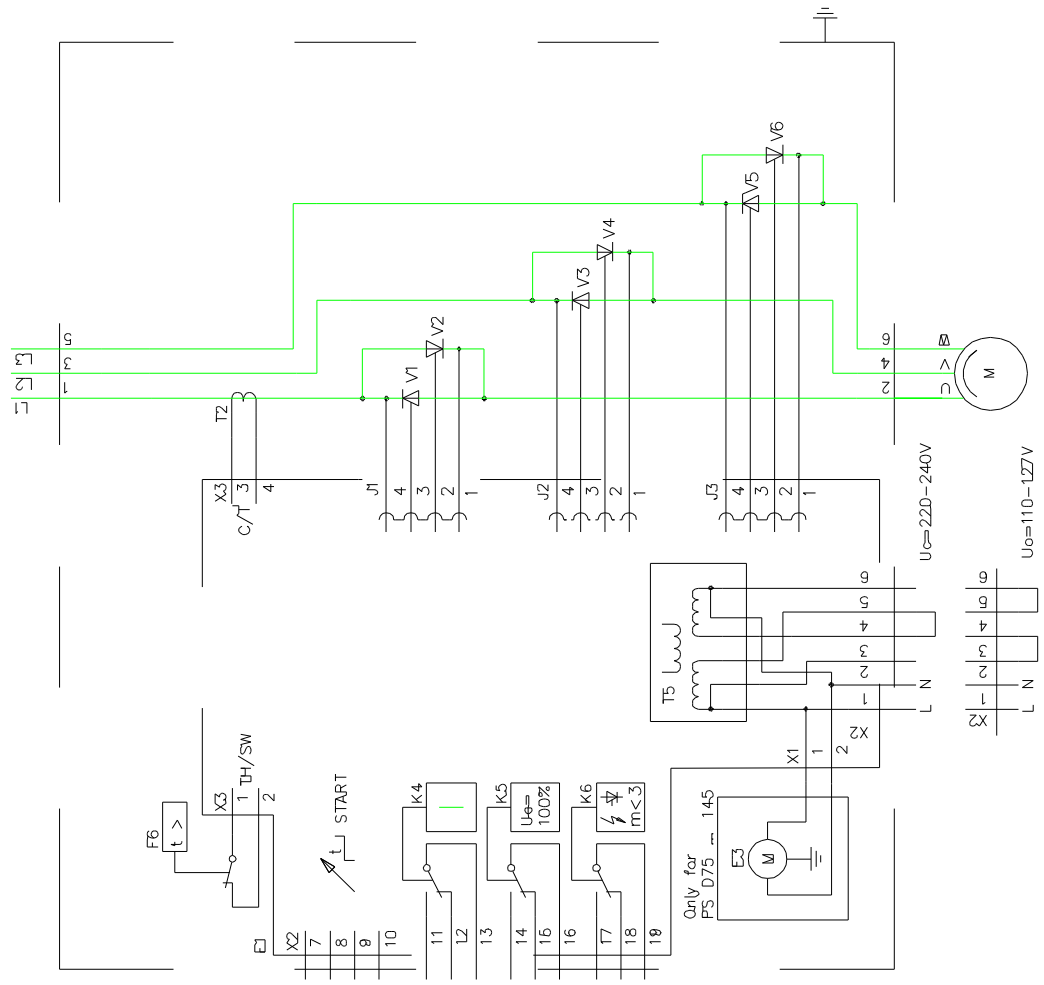 V6
V5
V4
V3
V2
V1
5
3
1
L3
L2
L1
6
4
2
W
V
U
M
T2
X3
3
4
C/T
J1
4
3
2
1
J2
4
3
2
1
J3
4
3
2
1
Uc=220-240V
Uo=110-127V
T5
6
5
4
3
2
1
X2
N
L
6
5
4
3
2
1
X2
N
L
X1
1
2
F6
t >
X3
1
2
TH/SW
t
START
K4
K5
Ue=
100%
K6
m<3
Only for
PS D75 - 145
E3
M
X2
7
8
9
10
11
12
13
14
15
16
17
18
19